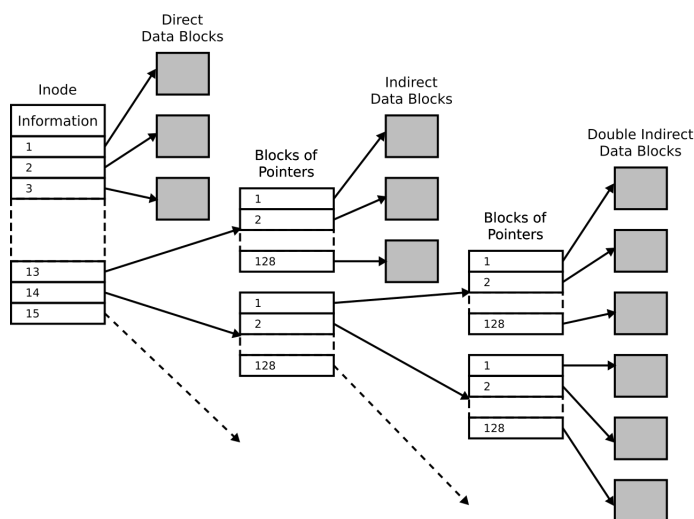 Direct
Data Blocks
Inode
Information
1
2
3
13
14
15
Blocks of
Pointers
1
2
128
1
2
128
Indirect
Data Blocks
Blocks of
Pointers
1
2
128
1
2
128
Double Indirect
Data Blocks